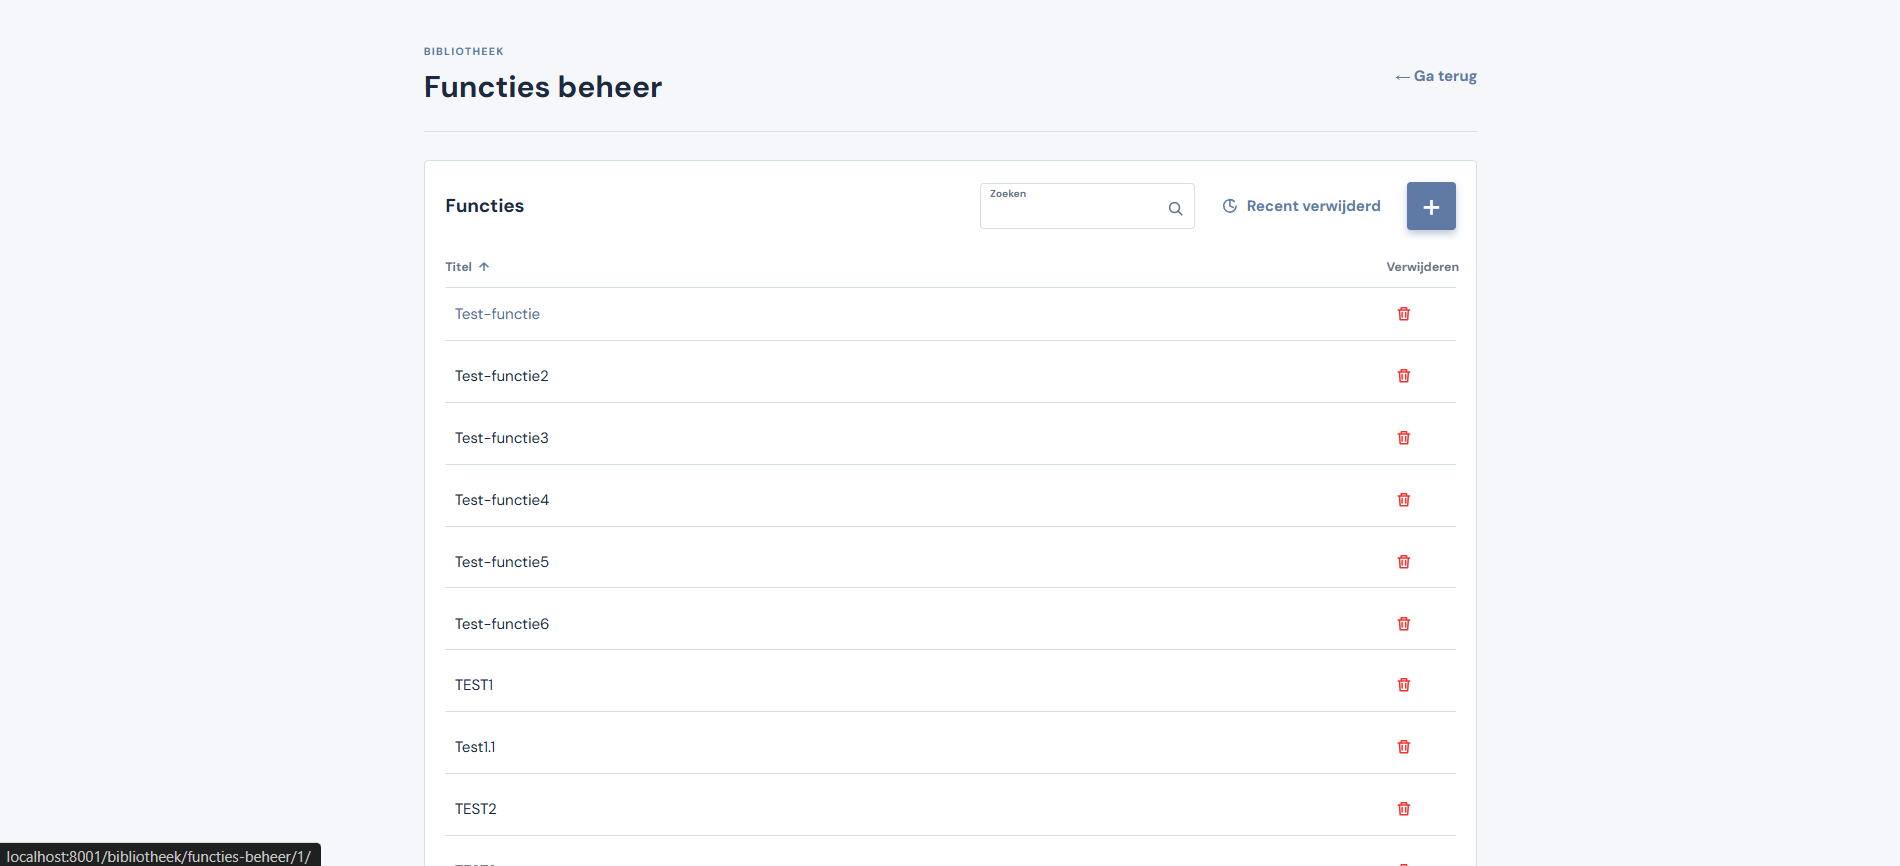 BIBLIOTHEEK
Functies beheer
← Ga terug
Functies
Zoeken
Recent verwijderd
+
Titel ↑
Verwijderen
Test-functie
Test-functie2
Test-functie3
Test-functie4
Test-functie5
Test-functie6
TEST1
Test1.1
TEST2
localhost:8001/bibliotheek/functies-beheer/1/